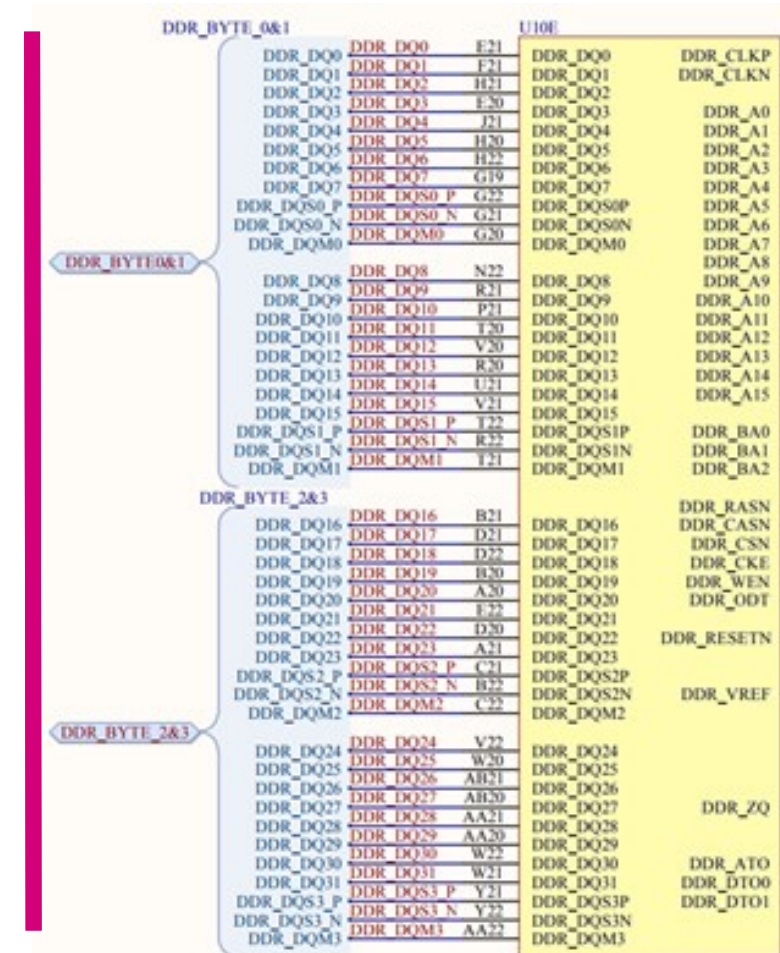 DDR_BYTE_0&1 U10E
DDR_DQ0 DDR_DQ0 E21 DDR_DQ0 DDR_CLKP
DDR_DQ1 DDR_DQ1 F21 DDR_DQ1 DDR_CLKN
DDR_DQ2 DDR_DQ2 H21 DDR_DQ2
DDR_DQ3 DDR_DQ3 E20 DDR_DQ3 DDR_A0
DDR_DQ4 DDR_DQ4 J21 DDR_DQ4 DDR_A1
DDR_DQ5 DDR_DQ5 H20 DDR_DQ5 DDR_A2
DDR_DQ6 DDR_DQ6 H22 DDR_DQ6 DDR_A3
DDR_DQ7 DDR_DQ7 G19 DDR_DQ7 DDR_A4
DDR_DQS0_P DDR_DQS0_P G22 DDR_DQS0P DDR_A5
DDR_DQS0_N DDR_DQS0_N G21 DDR_DQS0N DDR_A6
DDR_DQM0 DDR_DQM0 G20 DDR_DQM0 DDR_A7
DDR_BYTE0&1 DDR_A8
DDR_DQ8 DDR_DQ8 N22 DDR_DQ8 DDR_A9
DDR_DQ9 DDR_DQ9 R21 DDR_DQ9 DDR_A10
DDR_DQ10 DDR_DQ10 P21 DDR_DQ10 DDR_A11
DDR_DQ11 DDR_DQ11 T20 DDR_DQ11 DDR_A12
DDR_DQ12 DDR_DQ12 V20 DDR_DQ12 DDR_A13
DDR_DQ13 DDR_DQ13 R20 DDR_DQ13 DDR_A14
DDR_DQ14 DDR_DQ14 U21 DDR_DQ14 DDR_A15
DDR_DQ15 DDR_DQ15 V21 DDR_DQ15
DDR_DQS1_P DDR_DQS1_P T22 DDR_DQS1P DDR_BA0
DDR_DQS1_N DDR_DQS1_N R22 DDR_DQS1N DDR_BA1
DDR_DQM1 DDR_DQM1 T21 DDR_DQM1 DDR_BA2
DDR_BYTE_2&3
DDR_RASN
DDR_DQ16 DDR_DQ16 B21 DDR_DQ16 DDR_CASN
DDR_DQ17 DDR_DQ17 D21 DDR_DQ17 DDR_CSN
DDR_DQ18 DDR_DQ18 D22 DDR_DQ18 DDR_CKE
DDR_DQ19 DDR_DQ19 B20 DDR_DQ19 DDR_WEN
DDR_DQ20 DDR_DQ20 A20 DDR_DQ20 DDR_ODT
DDR_DQ21 DDR_DQ21 E22 DDR_DQ21
DDR_DQ22 DDR_DQ22 D20 DDR_DQ22 DDR_RESETN
DDR_DQ23 DDR_DQ23 A21 DDR_DQ23
DDR_DQS2_P DDR_DQS2_P C21 DDR_DQS2P
DDR_DQS2_N DDR_DQS2_N B22 DDR_DQS2N DDR_VREF
DDR_DQM2 DDR_DQM2 C22 DDR_DQM2
DDR_BYTE_2&3
DDR_DQ24 DDR_DQ24 V22 DDR_DQ24
DDR_DQ25 DDR_DQ25 W20 DDR_DQ25
DDR_DQ26 DDR_DQ26 AB21 DDR_DQ26
DDR_DQ27 DDR_DQ27 AB20 DDR_DQ27 DDR_ZQ
DDR_DQ28 DDR_DQ28 AA21 DDR_DQ28
DDR_DQ29 DDR_DQ29 AA20 DDR_DQ29
DDR_DQ30 DDR_DQ30 W22 DDR_DQ30 DDR_ATO
DDR_DQ31 DDR_DQ31 W21 DDR_DQ31 DDR_DTO0
DDR_DQS3_P DDR_DQS3_P Y21 DDR_DQS3P DDR_DTO1
DDR_DQS3_N DDR_DQS3_N Y22 DDR_DQS3N
DDR_DQM3 DDR_DQM3 AA22 DDR_DQM3